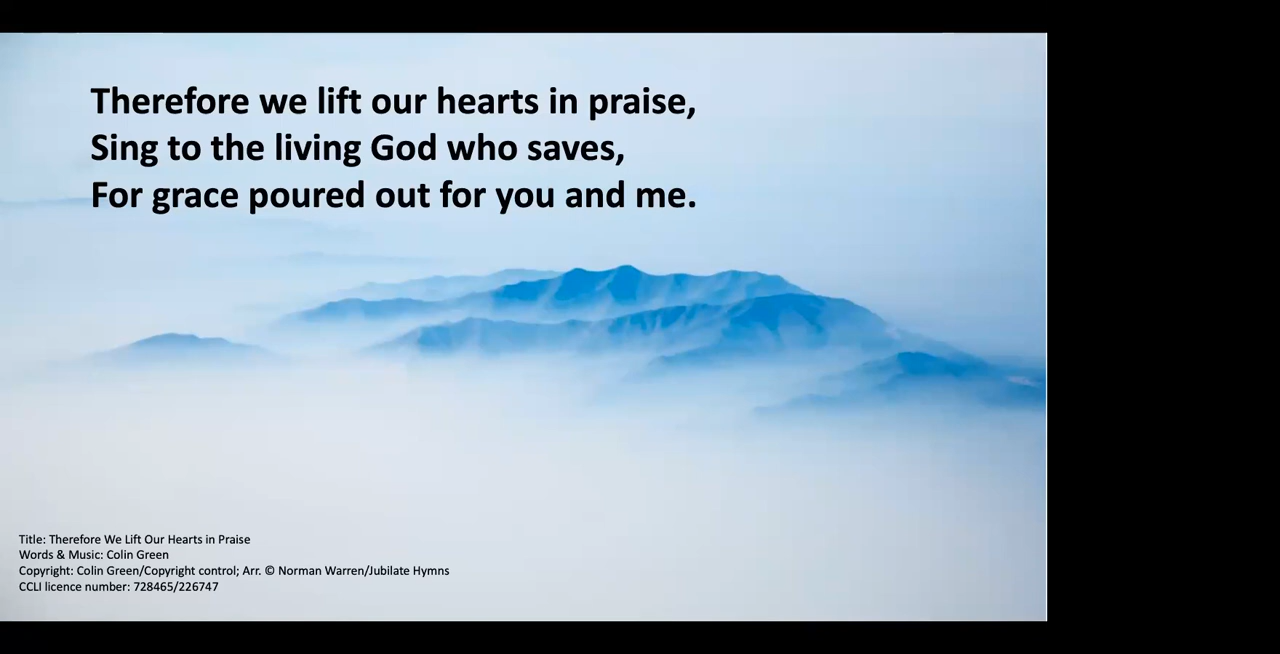 Therefore we lift our hearts in praise,
Sing to the living God who saves,
For grace poured out for you and me.
Title: Therefore We Lift Our Hearts in Praise
Words & Music: Colin Green
Copyright: Colin Green/Copyright control; Arr. © Norman Warren/Jubilate Hymns
CCLI licence number: 728465/226747